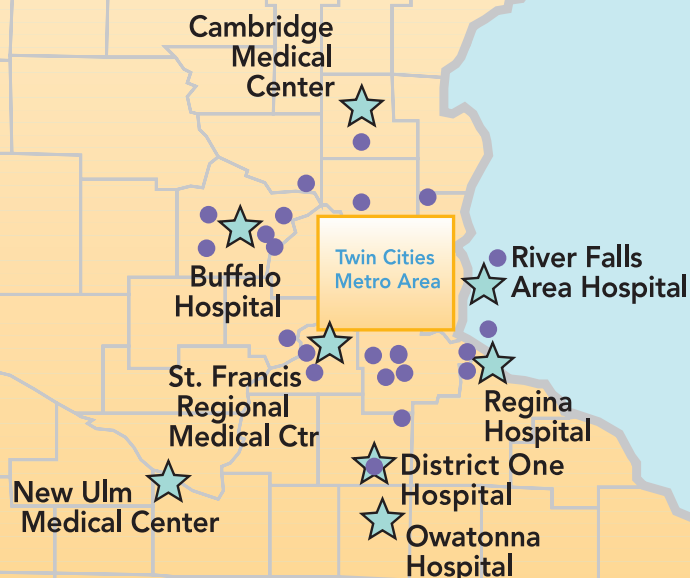 Cambridge
Medical
Center
Twin Cities
Metro Area
River Falls
Area Hospital
Buffalo
Hospital
St. Francis
Regional
Medical Ctr
Regina
Hospital
District One
Hospital
New Ulm
Medical Center
Owatonna
Hospital